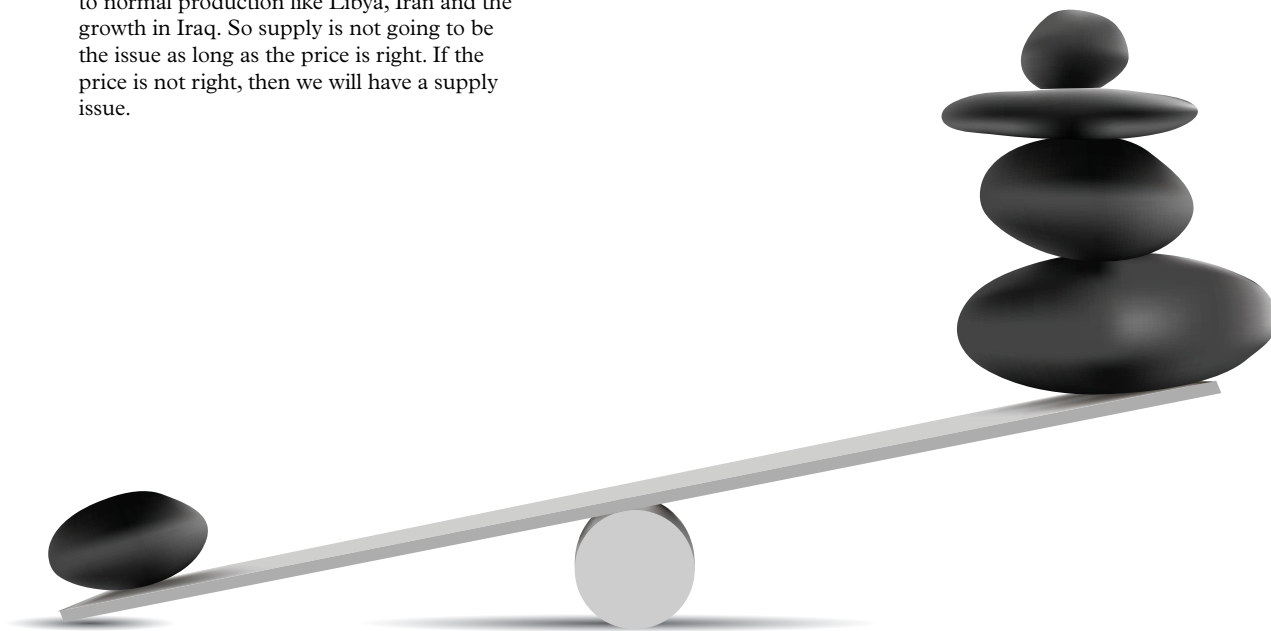 to normal production like Libya, Iran and the
growth in Iraq. So supply is not going to be
the issue as long as the price is right. If the
price is not right, then we will have a supply
issue.